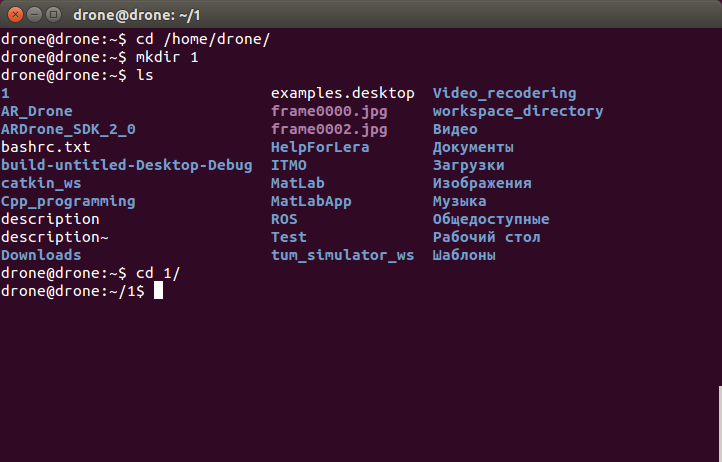 drone@drone: ~/1
drone@drone:~$ cd /home/drone/
drone@drone:~$ mkdir 1
drone@drone:~$ ls
1 examples.desktop Video_recodering
AR_Drone frame0000.jpg workspace_directory
ARDrone_SDK_2_0 frame0002.jpg Видео
bashrc.txt HelpForLera Документы
build-untitled-Desktop-Debug ITMO Загрузки
catkin_ws MatLab Изображения
Cpp_programming MatLabApp Музыка
description ROS Общедоступные
description~ Test Рабочий стол
Downloads tum_simulator_ws Шаблоны
drone@drone:~$ cd 1/
drone@drone:~/1$